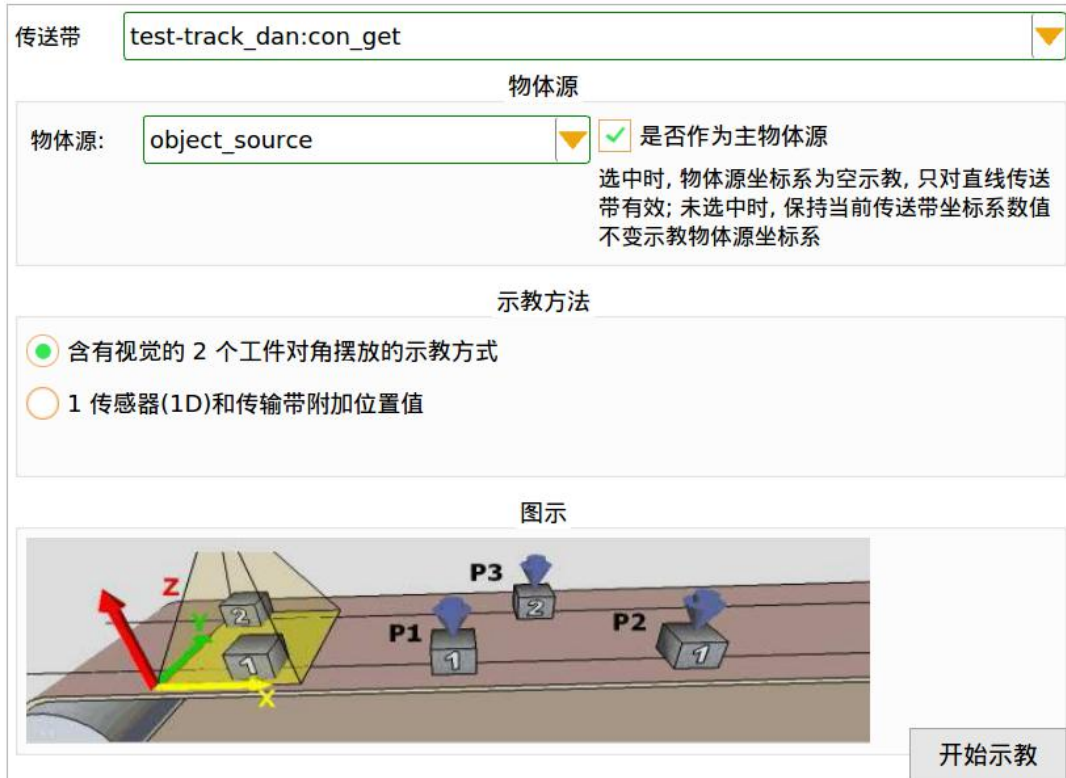 传送带
test-track_dan:con_get
物体源
物体源:
object_source
是否作为主物体源
选中时, 物体源坐标系为空示教, 只对直线传送
带有效; 未选中时, 保持当前传送带坐标系数值
不变示教物体源坐标系
示教方法
含有视觉的 2 个工件对角摆放的示教方式
1 传感器(1D)和传输带附加位置值
图示
Z
Y
X
2
1
P1
1
P3
2
P2
1
开始示教